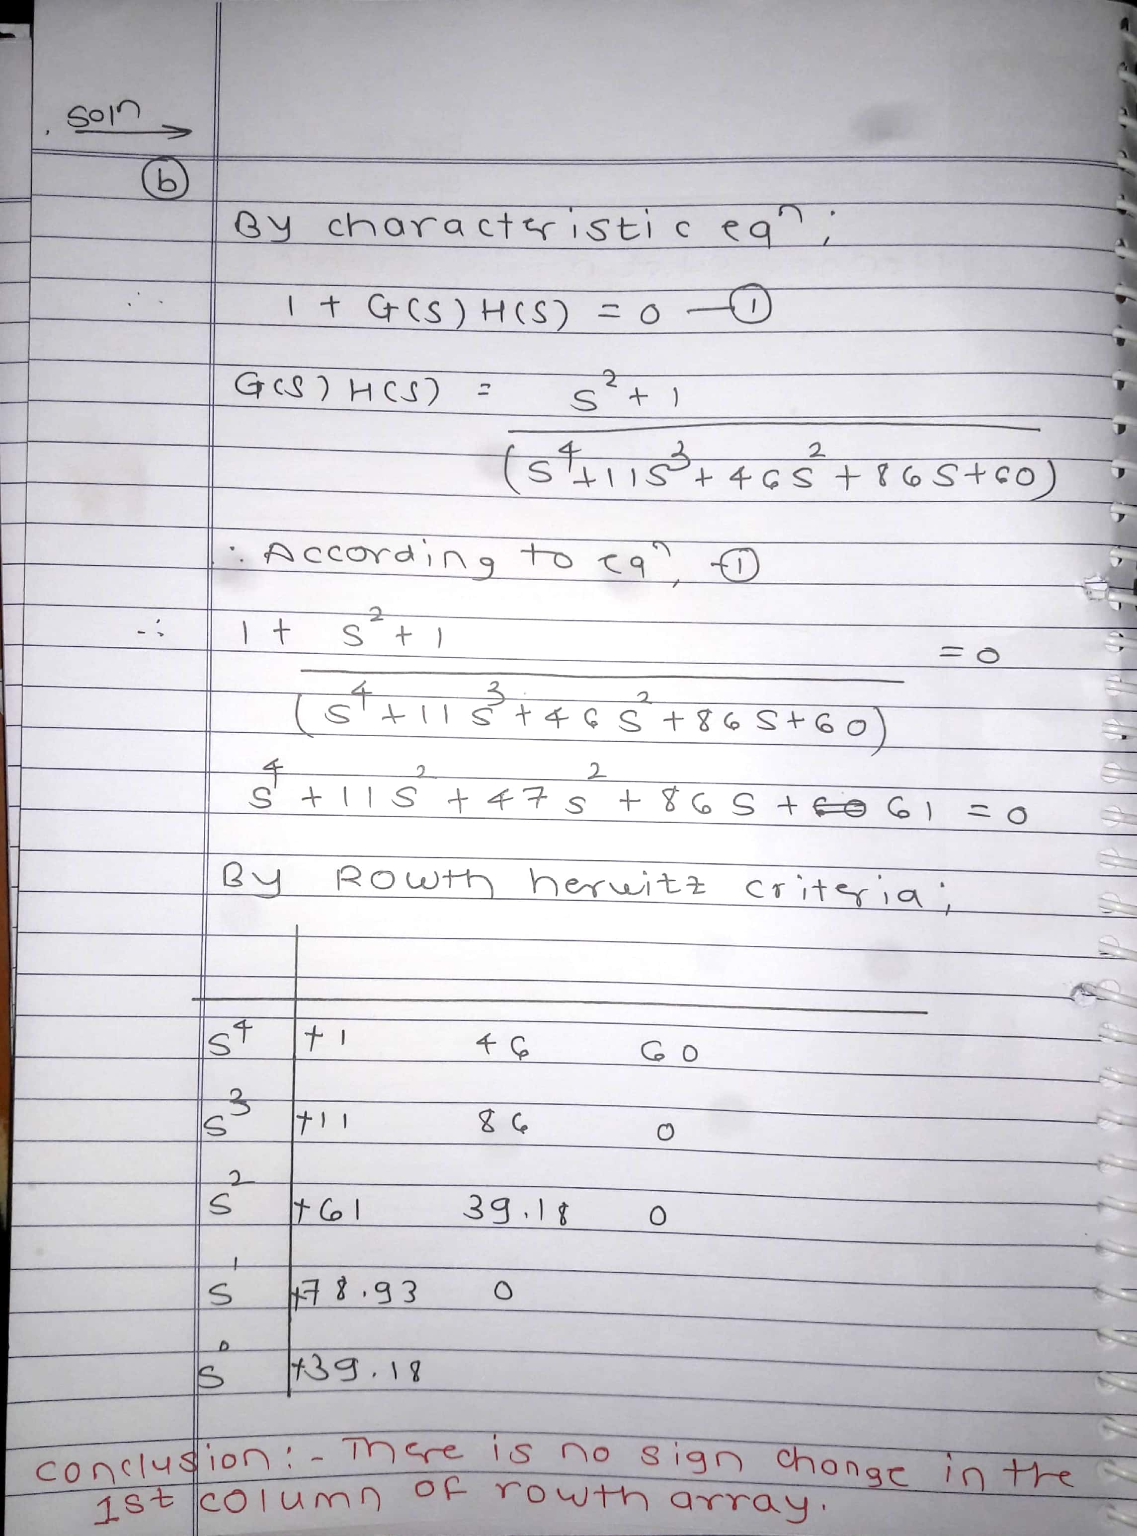 Soln →
(b)
By characteristic eqn;
∴ 1 + G(S) H(S) = 0 — (1)
G(S) H(S) = S² + 1
(S⁴ + 11S³ + 46S² + 86S + 60)
∴ According to eqn, (1)
∴ 1 + S² + 1 = 0
(S⁴ + 11S³ + 46S² + 86S + 60)
S⁴ + 11S² + 47S² + 86S + 61 = 0
By Rowth herwitz criteria;
S⁴ +1 46 60
S³ +11 86 0
S² +61 39.18 0
S¹ +78.93 0
S⁰ +39.18
Conclusion :- There is no sign change in the
1st column of rowth array.